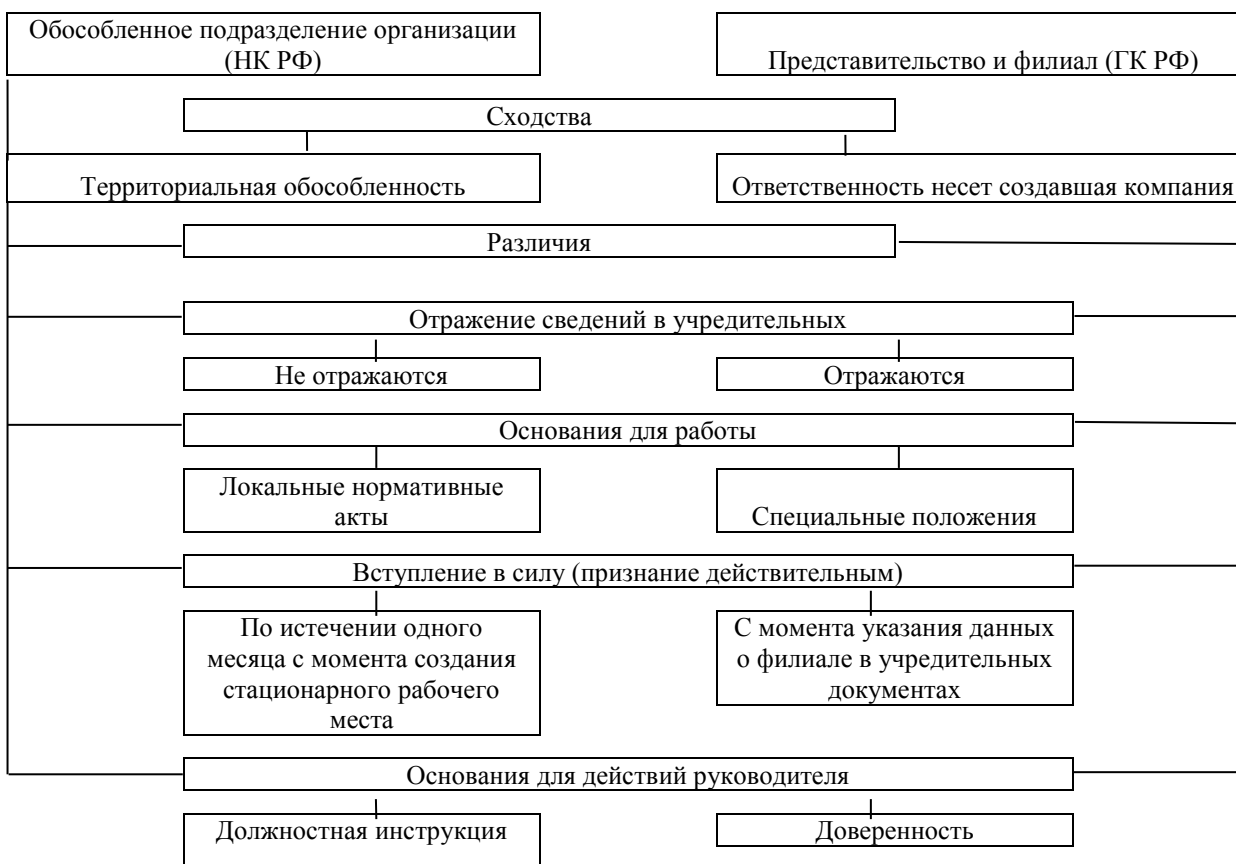 Обособленное подразделение организации
(НК РФ)
Представительство и филиал (ГК РФ)
Сходства
Территориальная обособленность
Ответственность несет создавшая компания
Различия
Отражение сведений в учредительных
Не отражаются
Отражаются
Основания для работы
Локальные нормативные
акты
Специальные положения
Вступление в силу (признание действительным)
По истечении одного
месяца с момента создания
стационарного рабочего
места
С момента указания данных
о филиале в учредительных
документах
Основания для действий руководителя
Должностная инструкция
Доверенность